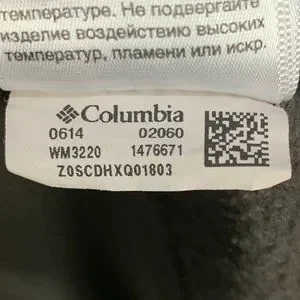 температуре. Не подвергайте
изделие воздействию высоких
температур, пламени или искр.
Columbia
0614 02060
WM3220 1476671
Z0SCDHXQ01803